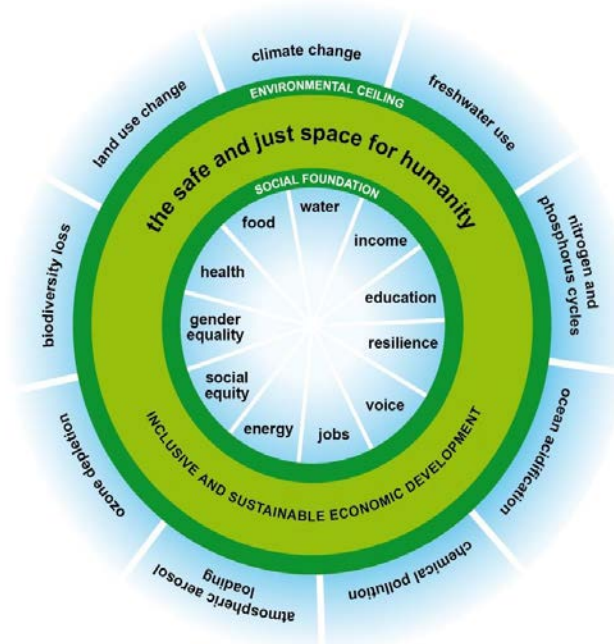 climate change
freshwater use
nitrogen and
phosphorus cycles
ocean acidification
chemical pollution
atmospheric aerosol
loading
ozone depletion
biodiversity loss
land use change
ENVIRONMENTAL CEILING
the safe and just space for humanity
SOCIAL FOUNDATION
water
income
education
resilience
voice
jobs
energy
social
equity
gender
equality
health
food
INCLUSIVE AND SUSTAINABLE ECONOMIC DEVELOPMENT